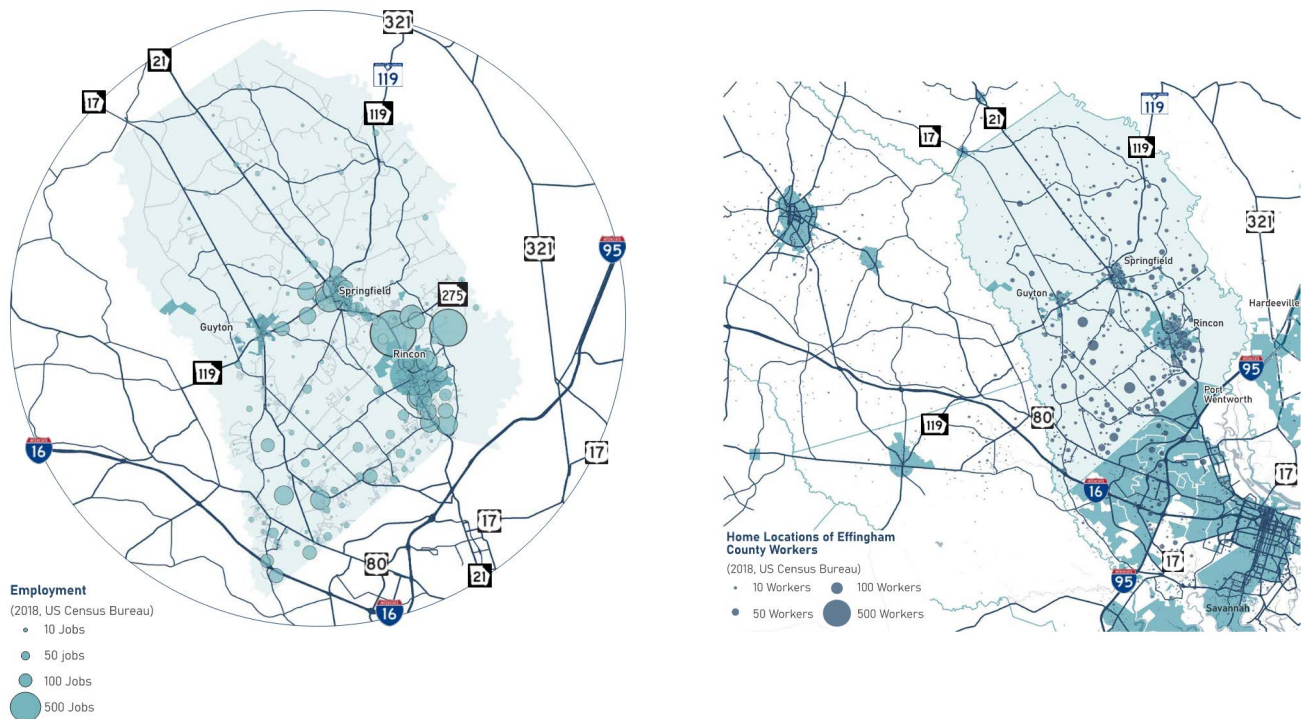 321
21
119
17
119
321
95
Springfield
275
Guyton
Rincon
119
16
17
17
80
21
16
Employment
(2018, US Census Bureau)
10 Jobs
50 jobs
100 Jobs
500 Jobs
119
21
17
119
321
Springfield
Guyton
Hardeeville
Rincon
95
Port
Wentworth
119
80
17
16
Home Locations of Effingham
County Workers
(2018, US Census Bureau)
10 Workers
100 Workers
50 Workers
500 Workers
17
95
Savannah